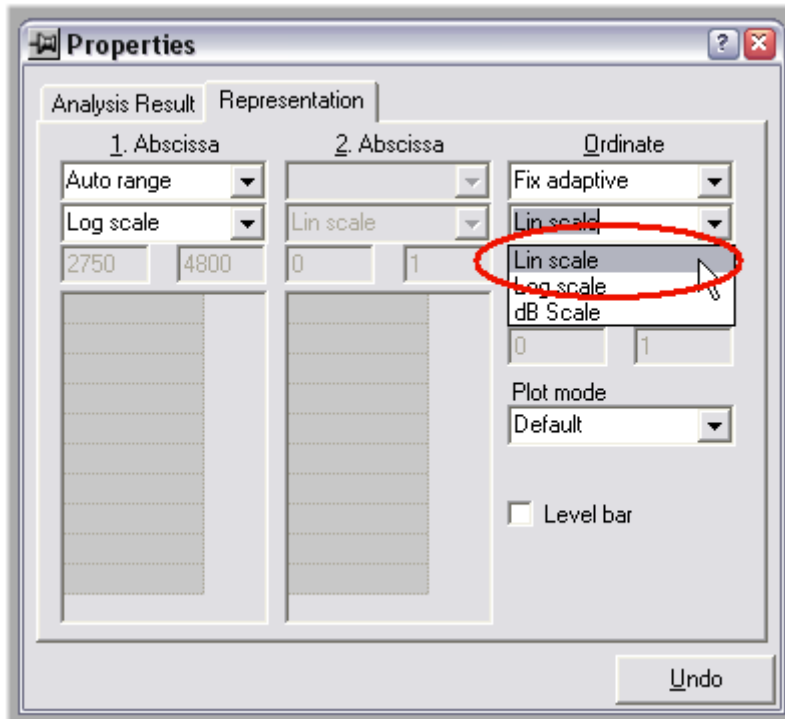 Properties
Analysis Result Representation
1. Abscissa 2. Abscissa Ordinate
Auto range Fix adaptive
Log scale Lin scale Lin scale
2750 4800 0 1 Lin scale
Log scale
dB Scale
0 1
Plot mode
Default
Level bar
Undo